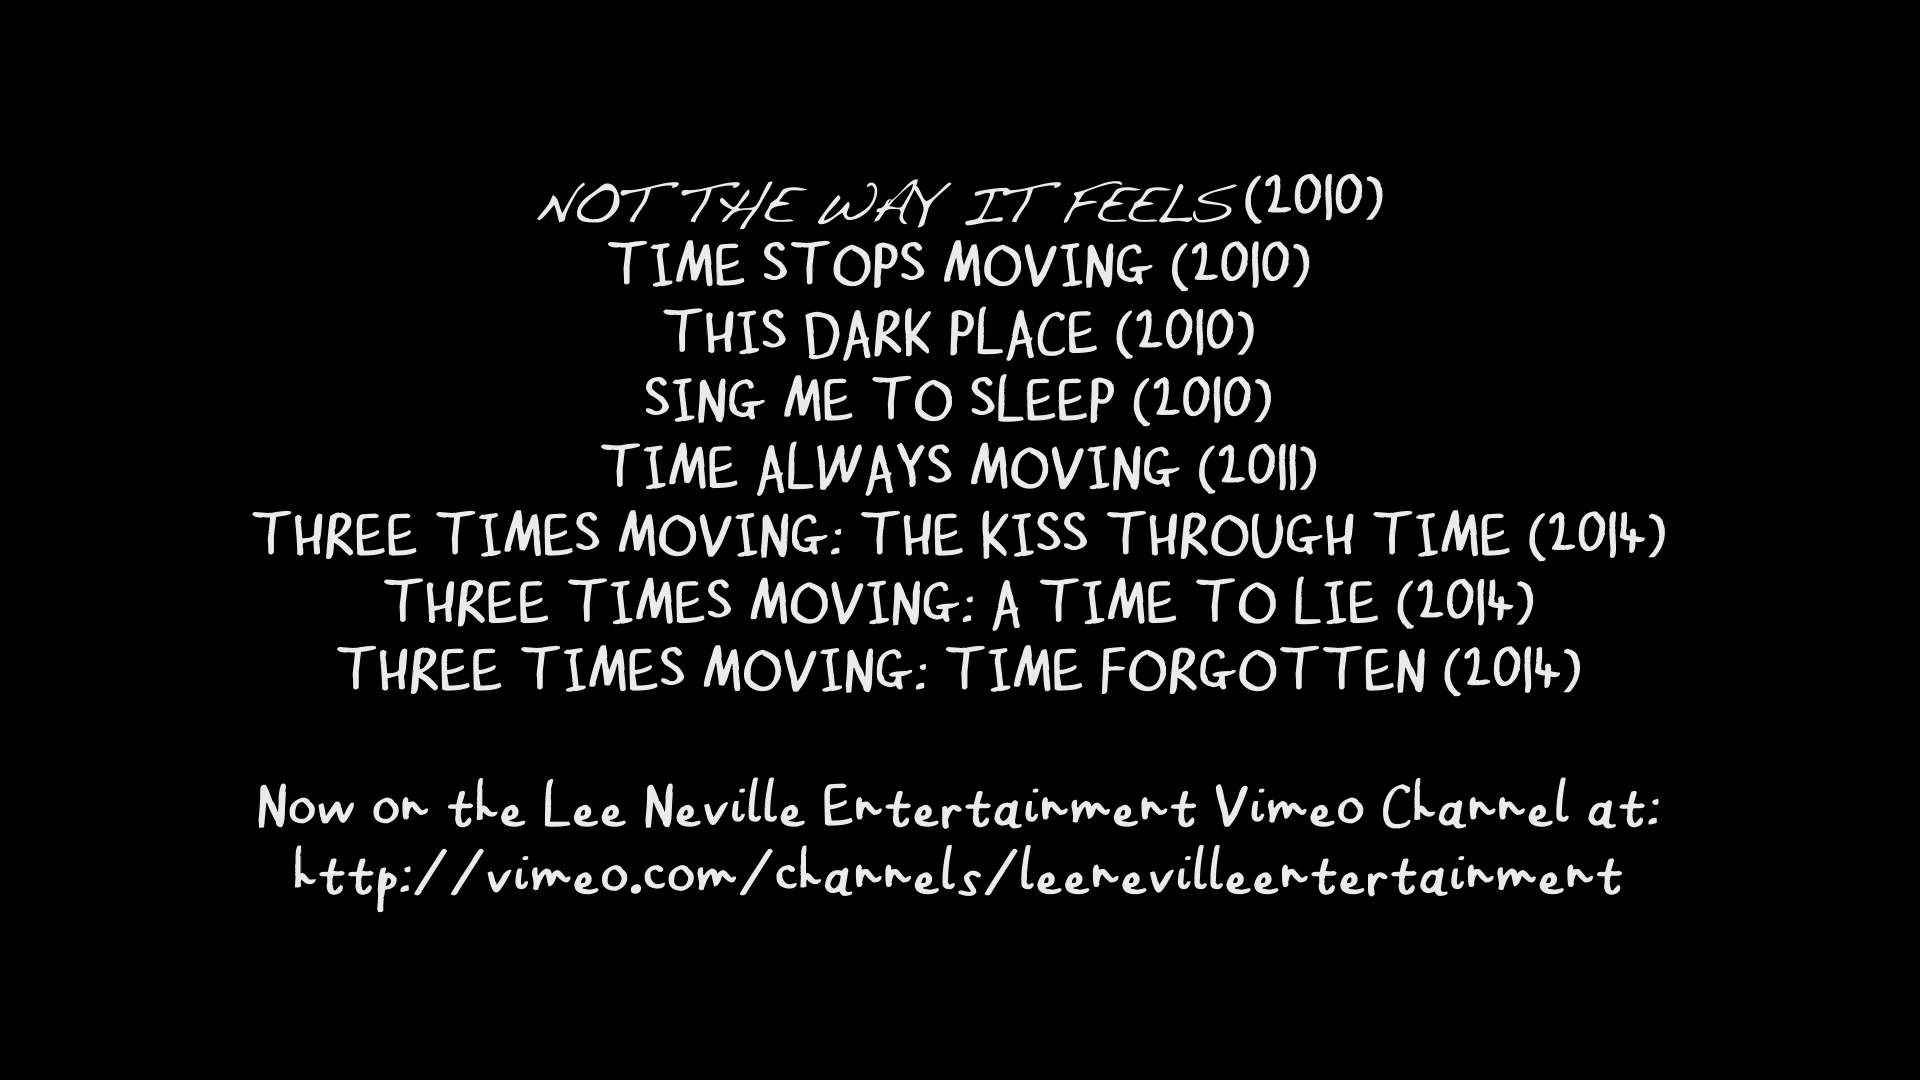 NOT THE WAY IT FEELS (2010)
TIME STOPS MOVING (2010)
THIS DARK PLACE (2010)
SING ME TO SLEEP (2010)
TIME ALWAYS MOVING (2011)
THREE TIMES MOVING: THE KISS THROUGH TIME (2014)
THREE TIMES MOVING: A TIME TO LIE (2014)
THREE TIMES MOVING: TIME FORGOTTEN (2014)
Now on the Lee Neville Entertainment Vimeo Channel at:
http://vimeo.com/channels/leenevilleentertainment